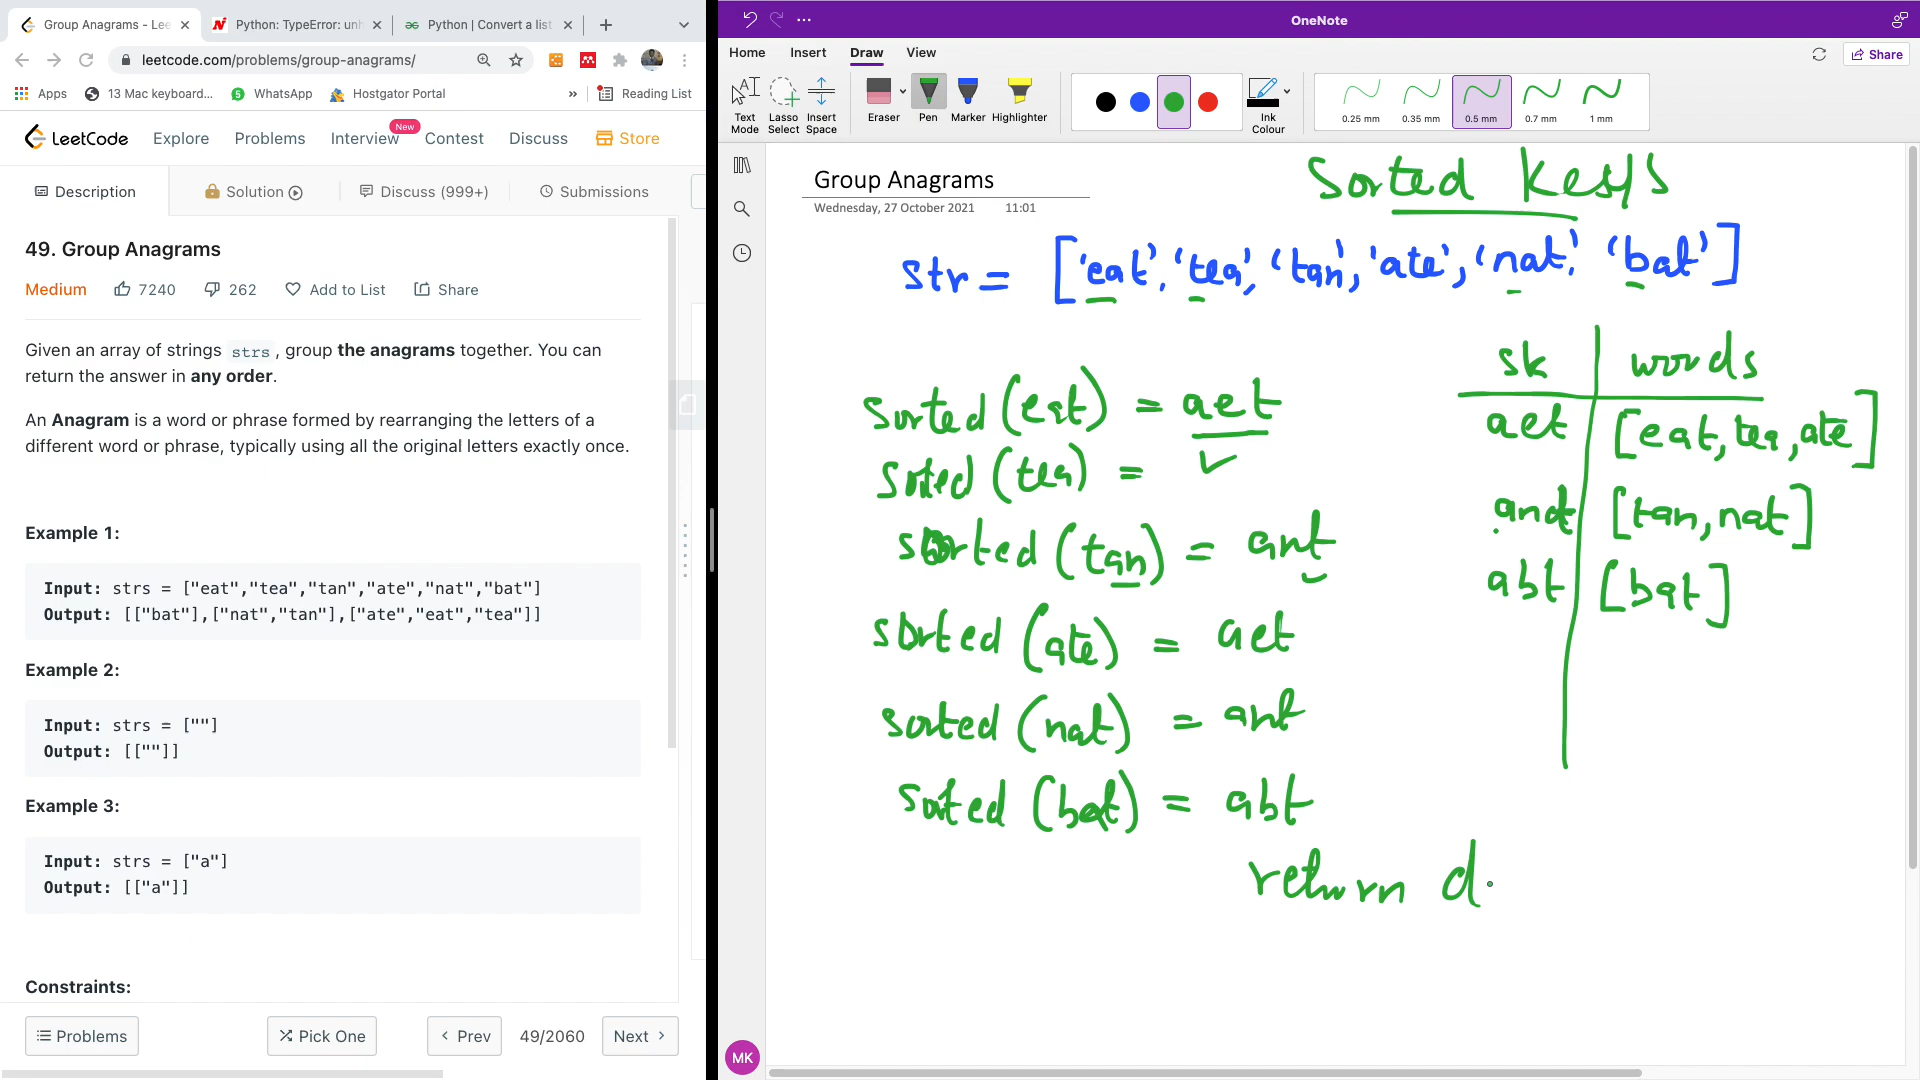 Group Anagrams - Lee
Python: TypeError: unh
Python | Convert a list
leetcode.com/problems/group-anagrams/
Apps
13 Mac keyboard...
WhatsApp
Hostgator Portal
»
Reading List
LeetCode
Explore
Problems
Interview
New
Contest
Discuss
Store
Description
Solution
Discuss (999+)
Submissions
49. Group Anagrams
Medium
7240
262
Add to List
Share
Given an array of strings strs , group the anagrams together. You can
return the answer in any order.
An Anagram is a word or phrase formed by rearranging the letters of a
different word or phrase, typically using all the original letters exactly once.
Example 1:
Input: strs = ["eat","tea","tan","ate","nat","bat"]
Output: [["bat"],["nat","tan"],["ate","eat","tea"]]
Example 2:
Input: strs = [""]
Output: [[""]]
Example 3:
Input: strs = ["a"]
Output: [["a"]]
Constraints:
Problems
Pick One
Prev
49/2060
Next
OneNote
Home
Insert
Draw
View
Share
Text Mode
Lasso Select
Insert Space
Eraser
Pen
Marker
Highlighter
Ink Colour
0.25 mm
0.35 mm
0.5 mm
0.7 mm
1 mm
Group Anagrams
Wednesday, 27 October 2021 11:01
Sorted
str = ['eat', 'tea', 'tan', 'ate', 'nat', 'bat']
sk words
aet [eat, tea, ate]
[tan, nat]
abt [bat]
sorted (eat) = aet
sorted (tea) =
sorted (tan) = ant
sorted (ate) = aet
sorted (nat) = ant
sorted (bat) = abt
return d.
MK